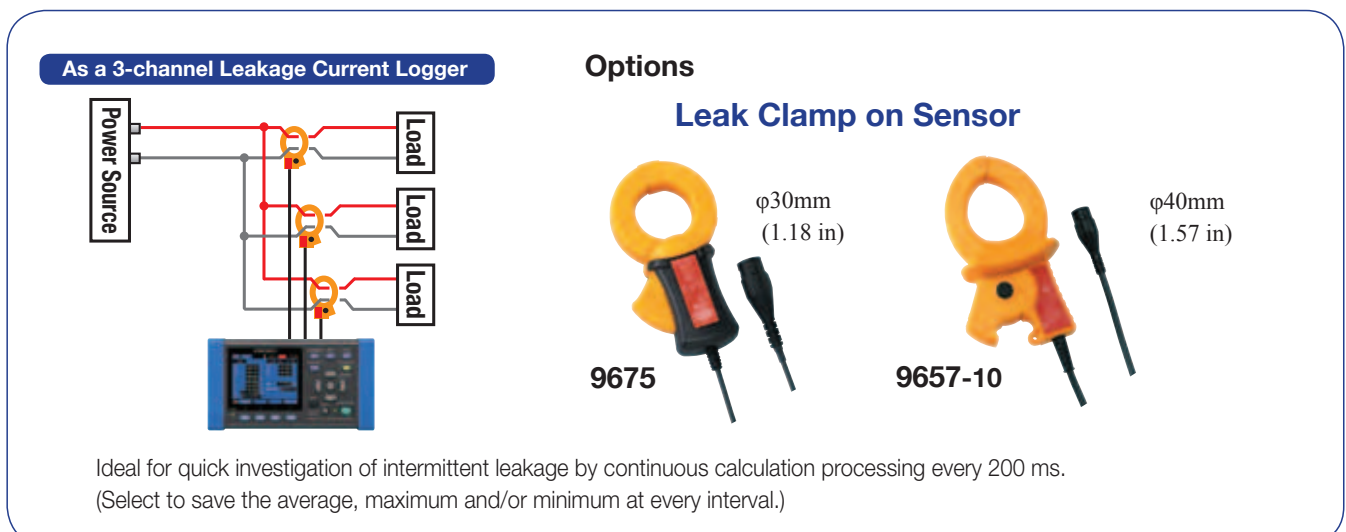 As a 3-channel Leakage Current Logger
Power Source
Load
Load
Load
Options
Leak Clamp on Sensor
φ30mm
(1.18 in)
9675
φ40mm
(1.57 in)
9657-10
Ideal for quick investigation of intermittent leakage by continuous calculation processing every 200 ms.
(Select to save the average, maximum and/or minimum at every interval.)